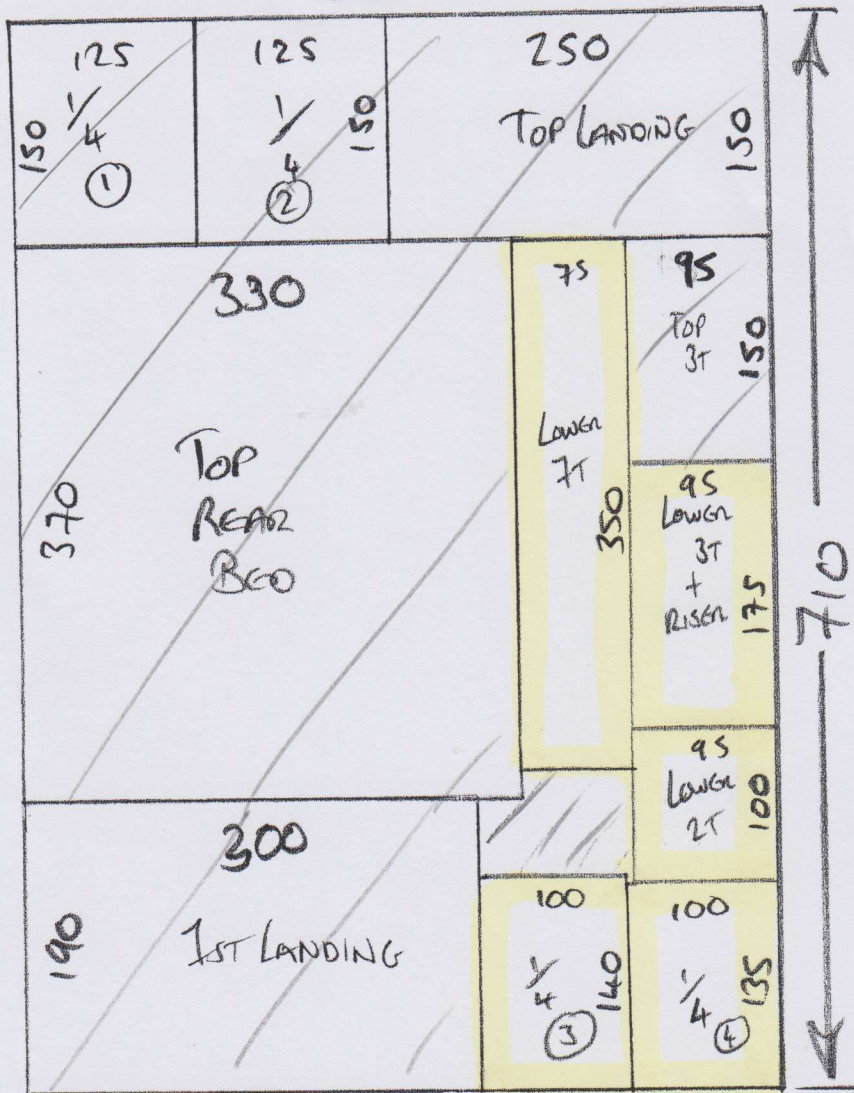 125
150
1/4
①
125
150
1/4
②
250
TOP LANDING
150
330
370
TOP
REAR
BED
75
LOWER
7T
350
95
TOP
3T
150
95
LOWER
3T
+
RISER
175
95
LOWER
2T
100
710
300
190
1ST LANDING
100
1/4
140
③
100
1/4
135
④